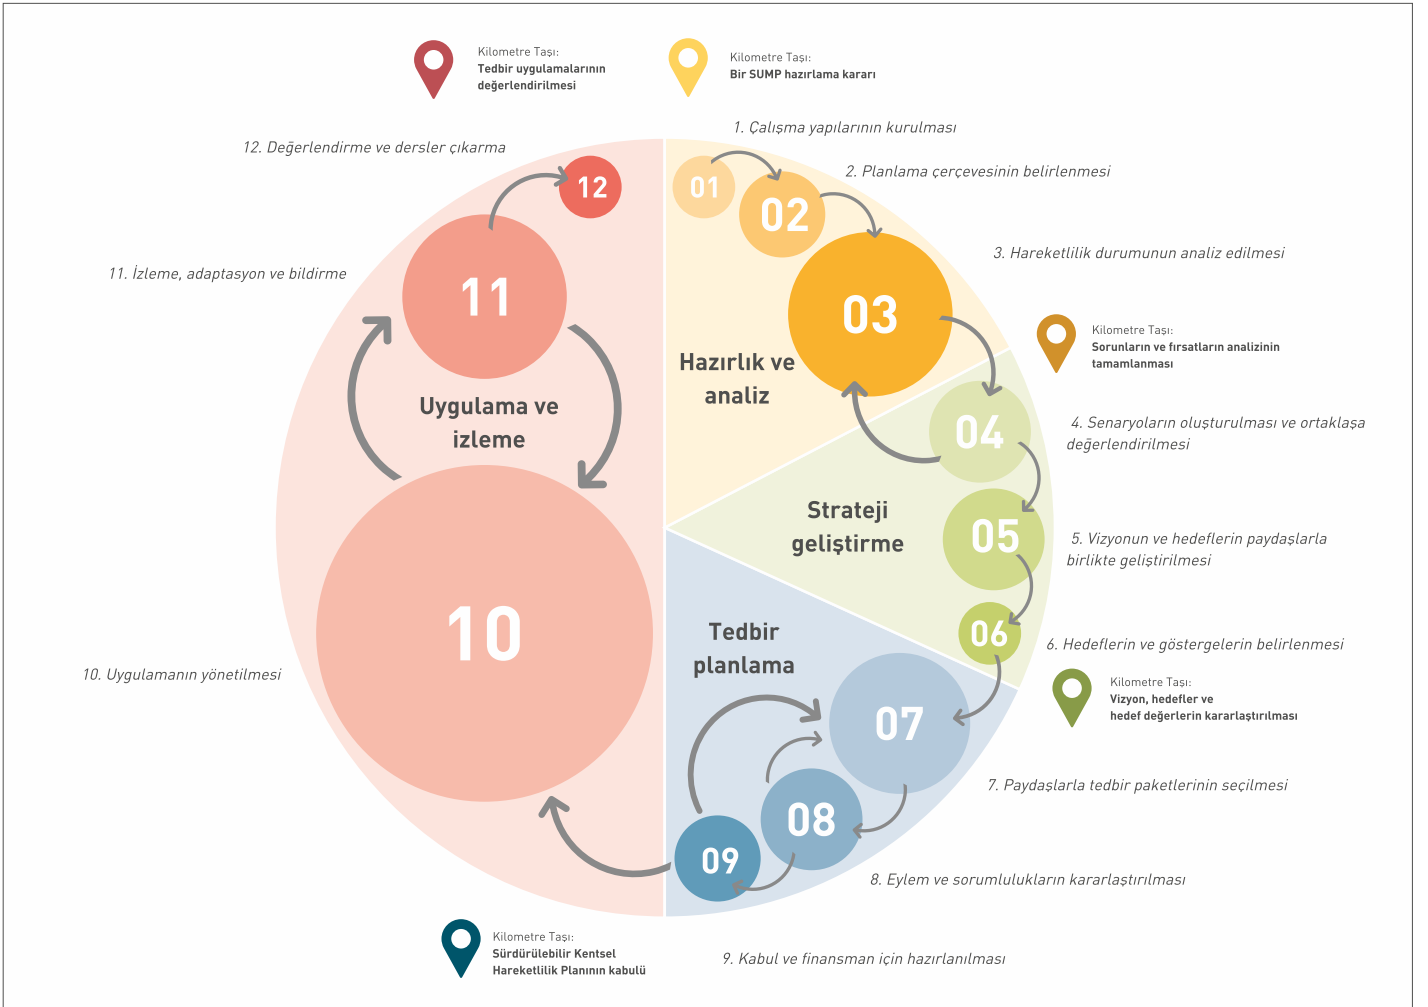 Kilometre Taşı:
Tedbir uygulamalarının
değerlendirilmesi
Kilometre Taşı:
Bir SUMP hazırlama kararı
1. Çalışma yapılarının kurulması
12. Değerlendirme ve dersler çıkarma
2. Planlama çerçevesinin belirlenmesi
12
01
02
3. Hareketlilik durumunun analiz edilmesi
11. İzleme, adaptasyon ve bildirme
11
03
Kilometre Taşı:
Sorunların ve fırsatların analizinin
tamamlanması
Hazırlık ve
analiz
Uygulama ve
izleme
04
4. Senaryoların oluşturulması ve ortaklaşa
değerlendirilmesi
Strateji
geliştirme
05
5. Vizyonun ve hedeflerin paydaşlarla
birlikte geliştirilmesi
10
Tedbir
planlama
06
6. Hedeflerin ve göstergelerin belirlenmesi
10. Uygulamanın yönetilmesi
Kilometre Taşı:
Vizyon, hedefler ve
hedef değerlerin kararlaştırılması
07
7. Paydaşlarla tedbir paketlerinin seçilmesi
08
09
8. Eylem ve sorumlulukların kararlaştırılması
Kilometre Taşı:
Sürdürülebilir Kentsel
Hareketlilik Planının kabulü
9. Kabul ve finansman için hazırlanılması